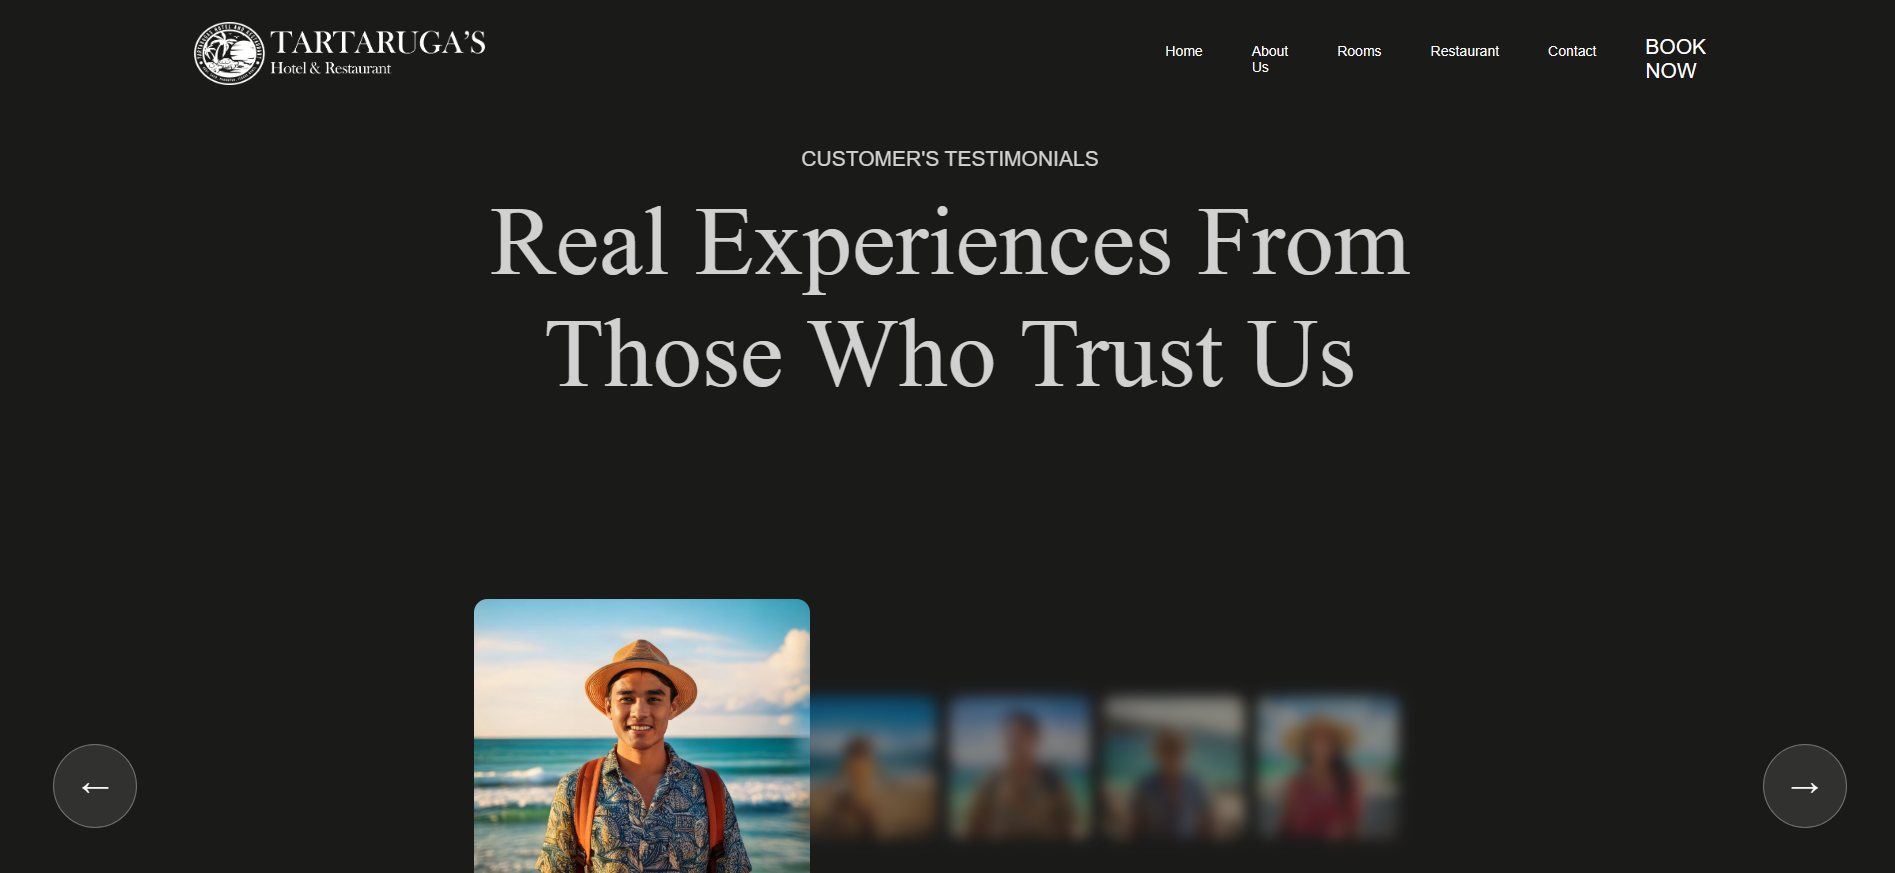 TARTARUGA'S
Hotel & Restaurant
Home
About
Us
Rooms
Restaurant
Contact
BOOK
NOW
CUSTOMER'S TESTIMONIALS
Real Experiences From
Those Who Trust Us
←
→